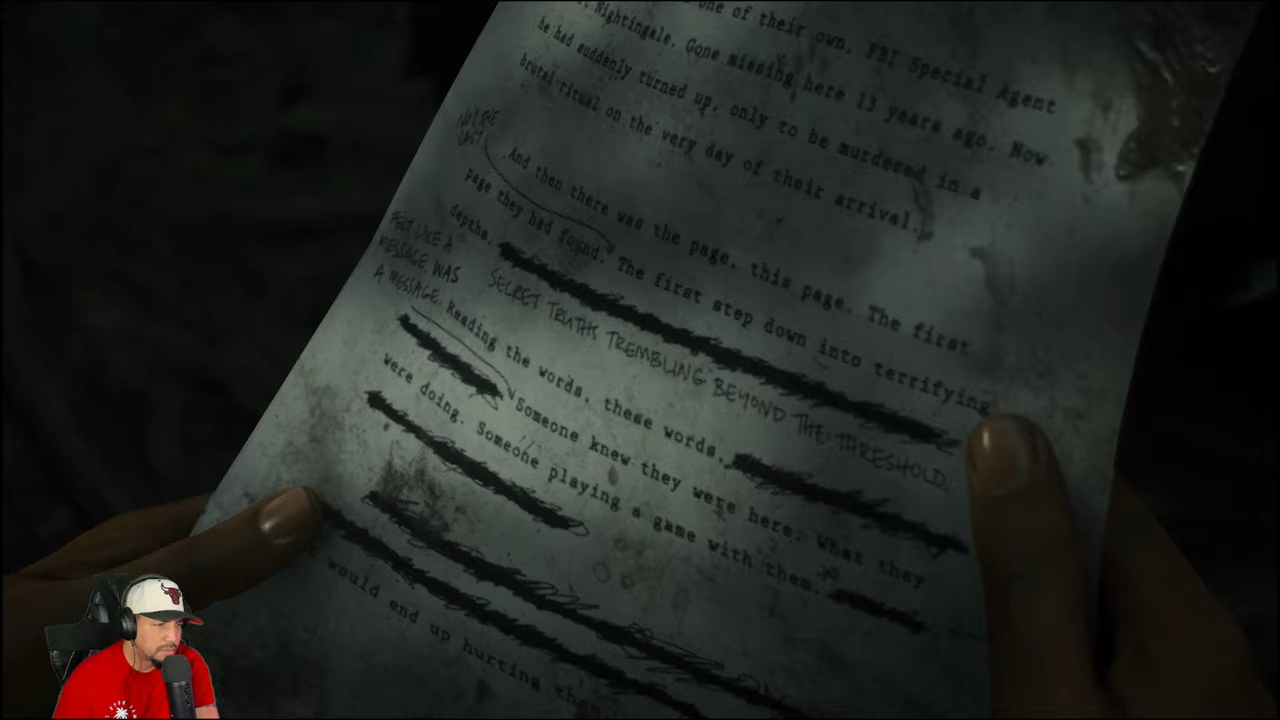 one of their own, FBI Special Agent
Nightingale. Gone missing here 13 years ago. Now
he had suddenly turned up, only to be murdered in a
brutal ritual on the very day of their arrival.
NOT THE
LAST
And then there was the page, this page. The first
page they had found. The first step down into terrifying
depths.
SECRET TRUTHS TREMBLING BEYOND THE THRESHOLD.
FELT LIKE A
MESSAGE WAS
A MESSAGE.
Reading the words, these words,
Someone knew they were here. What they
were doing. Someone playing a game with them.
would end up hurting them